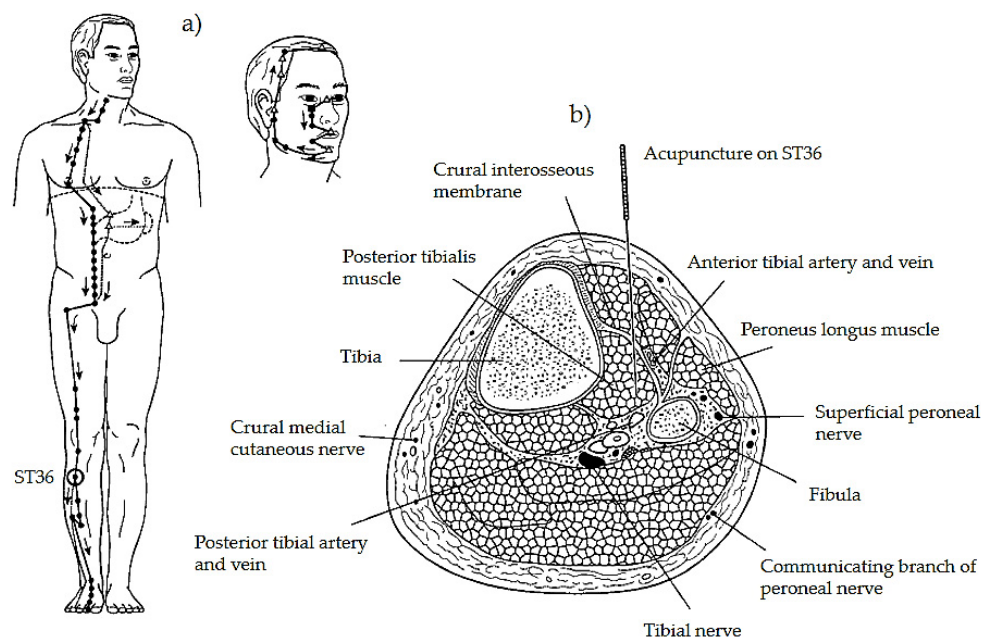 a)
ST36
b)
Acupuncture on ST36
Crural interosseous
membrane
Posterior tibialis
muscle
Anterior tibial artery and vein
Peroneus longus muscle
Tibia
Superficial peroneal
nerve
Crural medial
cutaneous nerve
Fibula
Posterior tibial artery
and vein
Communicating branch of
peroneal nerve
Tibial nerve